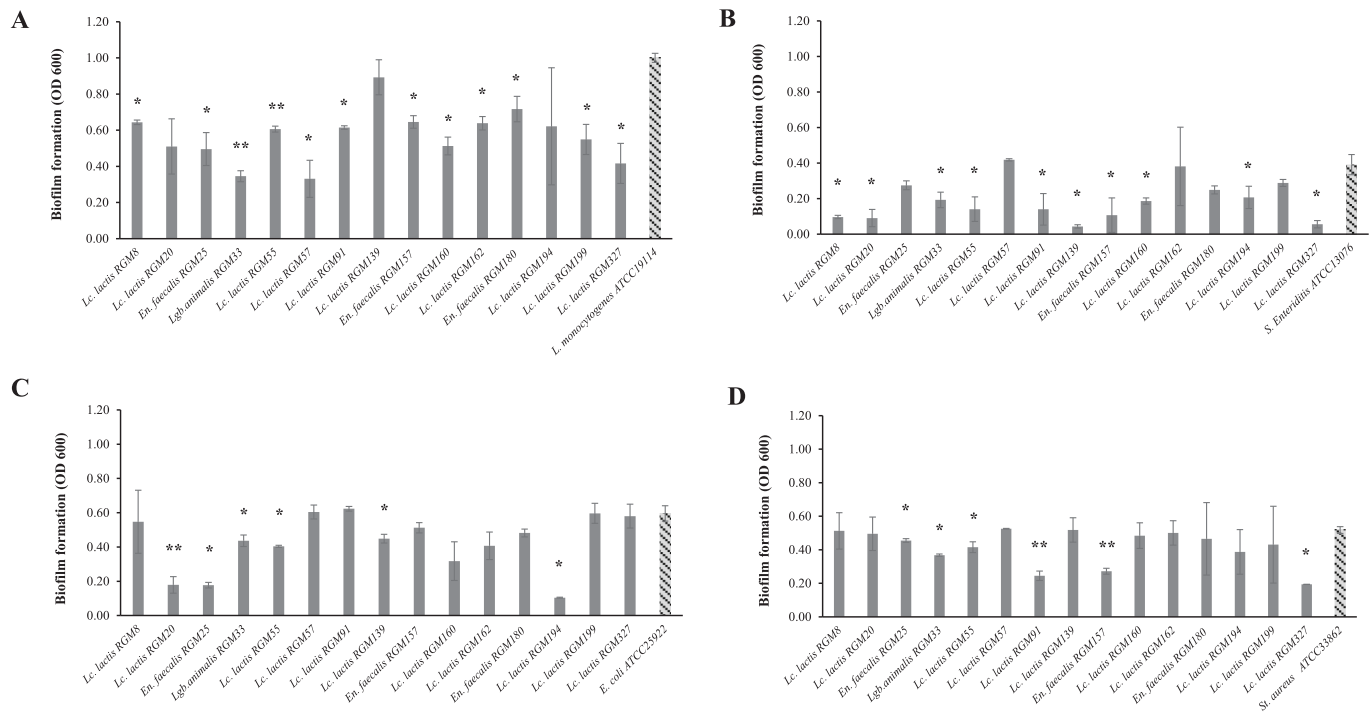 A
Biofilm formation (OD 600)
1.20
1.00
0.80
0.60
0.40
0.20
0.00
* * ** ** * * * * * * * *
Lc. lactis RGM8
Lc. lactis RGM20
En. faecalis RGM25
Lgb.animalis RGM33
Lc. lactis RGM55
Lc. lactis RGM57
Lc. lactis RGM91
Lc. lactis RGM139
En. faecalis RGM157
Lc. lactis RGM160
Lc. lactis RGM162
En. faecalis RGM180
Lc. lactis RGM194
Lc. lactis RGM199
Lc. lactis RGM327
L. monocytogenes ATCC19114
B
Biofilm formation (OD 600)
1.20
1.00
0.80
0.60
0.40
0.20
0.00
* * * * * * * * * *
Lc. lactis RGM8
Lc. lactis RGM20
En. faecalis RGM25
Lgb.animalis RGM33
Lc. lactis RGM55
Lc. lactis RGM57
Lc. lactis RGM91
Lc. lactis RGM139
En. faecalis RGM157
Lc. lactis RGM160
Lc. lactis RGM162
En. faecalis RGM180
Lc. lactis RGM194
Lc. lactis RGM199
Lc. lactis RGM327
S. Enteriditis ATCC13076
C
Biofilm formation (OD 600)
1.20
1.00
0.80
0.60
0.40
0.20
0.00
** * * * * *
Lc. lactis RGM8
Lc. lactis RGM20
En. faecalis RGM25
Lgb.animalis RGM33
Lc. lactis RGM55
Lc. lactis RGM57
Lc. lactis RGM91
Lc. lactis RGM139
En. faecalis RGM157
Lc. lactis RGM160
Lc. lactis RGM162
En. faecalis RGM180
Lc. lactis RGM194
Lc. lactis RGM199
Lc. lactis RGM327
E. coli ATCC25922
D
Biofilm formation (OD 600)
1.20
1.00
0.80
0.60
0.40
0.20
0.00
* * * ** ** *
Lc. lactis RGM8
Lc. lactis RGM20
En. faecalis RGM25
Lgb.animalis RGM33
Lc. lactis RGM55
Lc. lactis RGM57
Lc. lactis RGM91
Lc. lactis RGM139
En. faecalis RGM157
Lc. lactis RGM160
Lc. lactis RGM162
En. faecalis RGM180
Lc. lactis RGM194
Lc. lactis RGM199
Lc. lactis RGM327
St. aureus ATCC33862